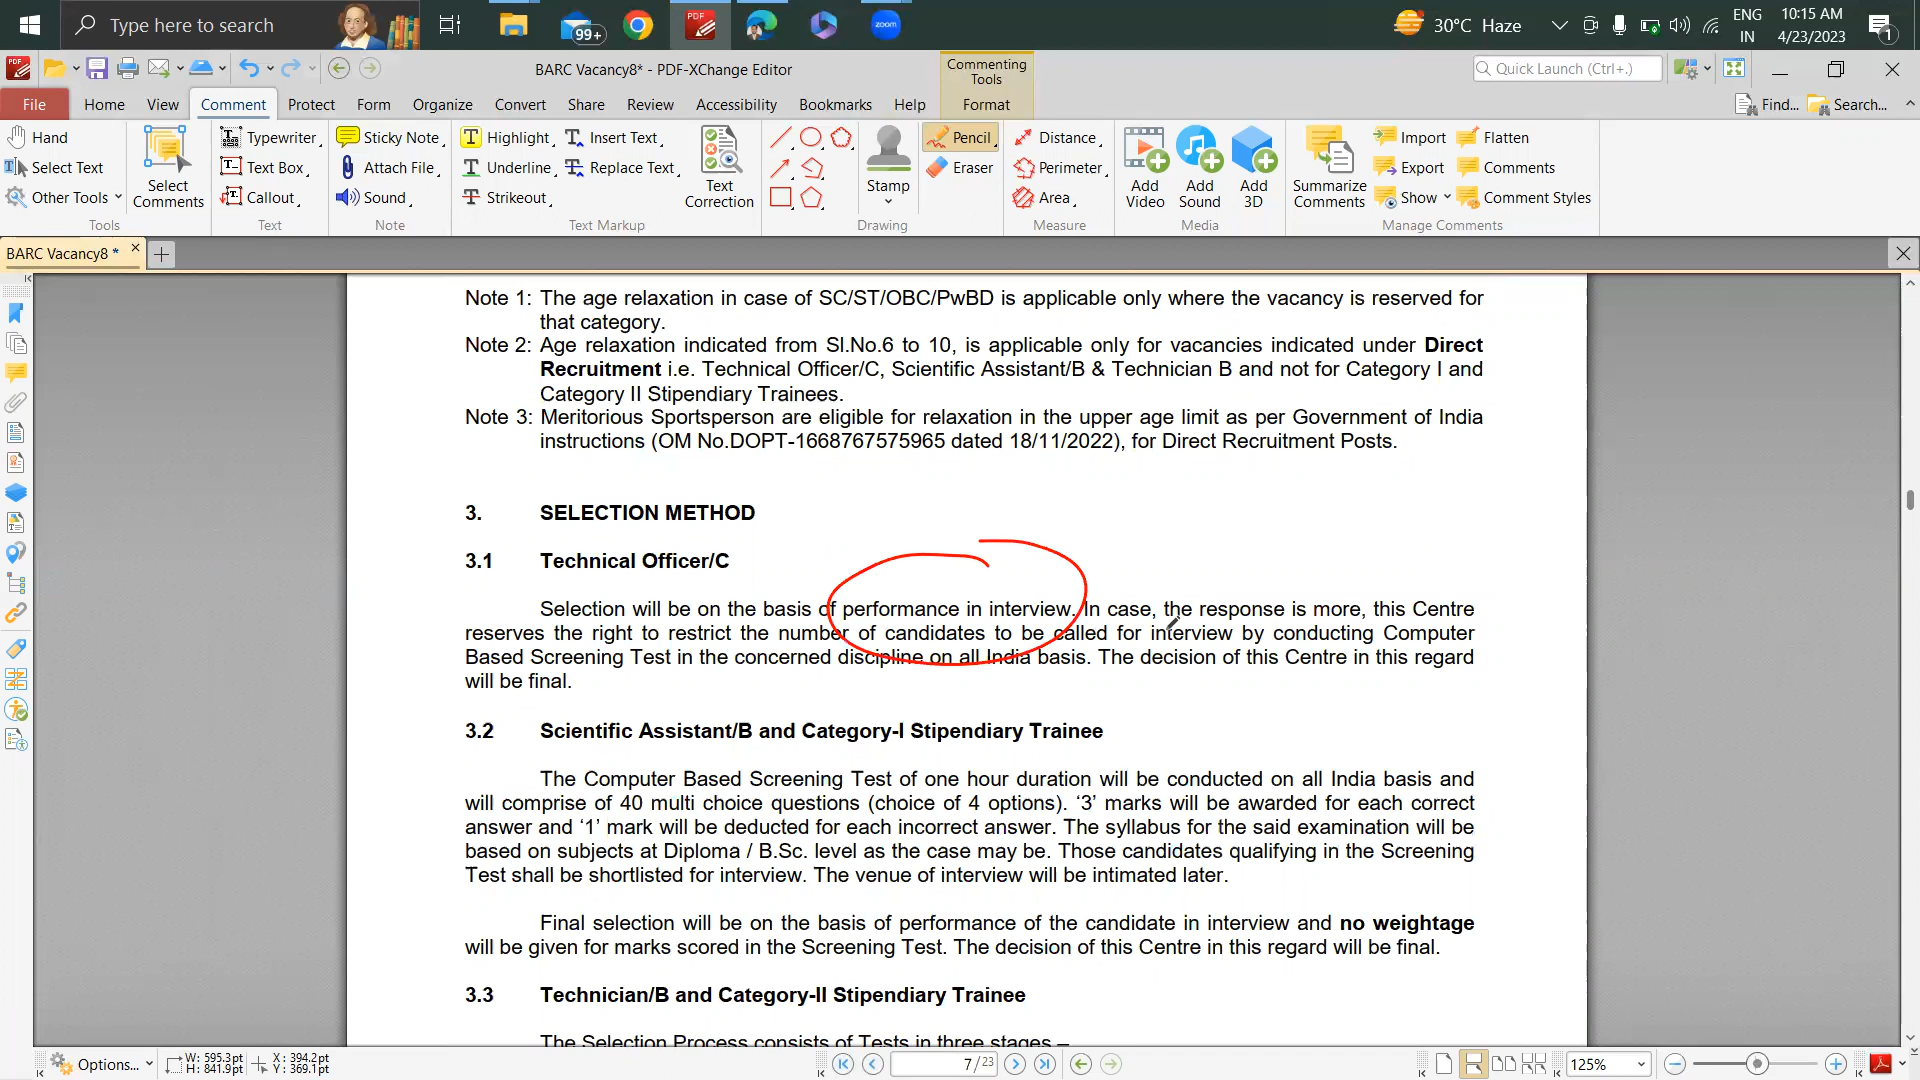 Type here to search
99+
zoom
30°C Haze
ENG
IN
10:15 AM
4/23/2023
1
BARC Vacancy8* - PDF-XChange Editor
Commenting
Tools
Quick Launch (Ctrl+.)
File
Home
View
Comment
Protect
Form
Organize
Convert
Share
Review
Accessibility
Bookmarks
Help
Format
Find...
Search...
Hand
Select Text
Other Tools
Select
Comments
Tools
Typewriter
Text Box
Callout
Text
Sticky Note
Attach File
Sound
Note
Highlight
Underline
Strikeout
Insert Text
Replace Text
Text
Correction
Text Markup
Stamp
Pencil
Eraser
Drawing
Distance
Perimeter
Area
Measure
Add
Video
Add
Sound
Add
3D
Media
Summarize
Comments
Import
Export
Show
Flatten
Comments
Comment Styles
Manage Comments
BARC Vacancy8 *
Note 1: The age relaxation in case of SC/ST/OBC/PwBD is applicable only where the vacancy is reserved for
that category.
Note 2: Age relaxation indicated from Sl.No.6 to 10, is applicable only for vacancies indicated under Direct
Recruitment i.e. Technical Officer/C, Scientific Assistant/B & Technician B and not for Category I and
Category II Stipendiary Trainees.
Note 3: Meritorious Sportsperson are eligible for relaxation in the upper age limit as per Government of India
instructions (OM No.DOPT-1668767575965 dated 18/11/2022), for Direct Recruitment Posts.
3. SELECTION METHOD
3.1 Technical Officer/C
Selection will be on the basis of performance in interview. In case, the response is more, this Centre
reserves the right to restrict the number of candidates to be called for interview by conducting Computer
Based Screening Test in the concerned discipline on all India basis. The decision of this Centre in this regard
will be final.
3.2 Scientific Assistant/B and Category-I Stipendiary Trainee
The Computer Based Screening Test of one hour duration will be conducted on all India basis and
will comprise of 40 multi choice questions (choice of 4 options). ‘3’ marks will be awarded for each correct
answer and ‘1’ mark will be deducted for each incorrect answer. The syllabus for the said examination will be
based on subjects at Diploma / B.Sc. level as the case may be. Those candidates qualifying in the Screening
Test shall be shortlisted for interview. The venue of interview will be intimated later.
Final selection will be on the basis of performance of the candidate in interview and no weightage
will be given for marks scored in the Screening Test. The decision of this Centre in this regard will be final.
3.3 Technician/B and Category-II Stipendiary Trainee
The Selection Process consists of Tests in three stages –
Options...
W: 595.3pt
H: 841.9pt
X: 394.2pt
Y: 369.1pt
7 /23
125%